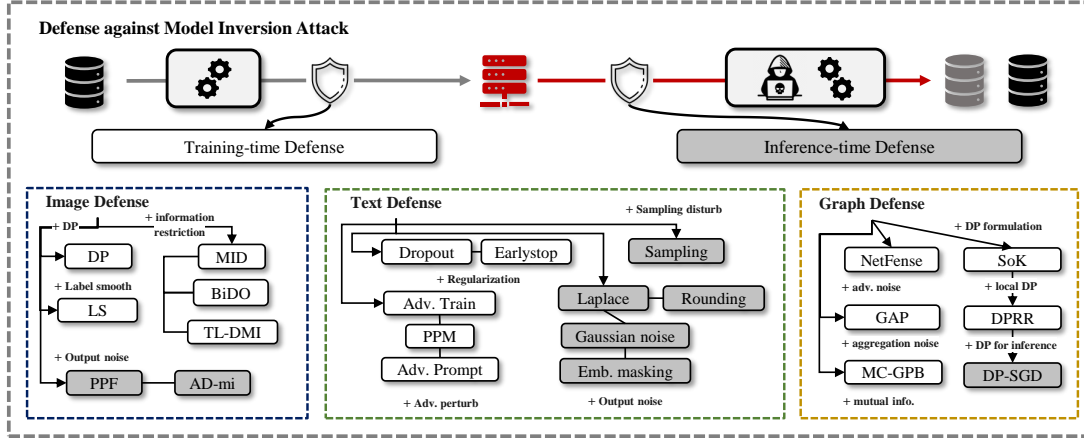 Defense against Model Inversion Attack
Training-time Defense
Inference-time Defense
Image Defense
+ DP
+ information
restriction
DP
MID
+ Label smooth
BiDO
LS
TL-DMI
+ Output noise
PPF
AD-mi
Text Defense
+ Sampling disturb
Dropout
Earlystop
Sampling
+ Regularization
Adv. Train
Laplace
Rounding
PPM
Gaussian noise
Adv. Prompt
Emb. masking
+ Adv. perturb
+ Output noise
Graph Defense
+ DP formulation
NetFense
SoK
+ adv. noise
+ local DP
GAP
DPRR
+ aggregation noise
+ DP for inference
MC-GPB
DP-SGD
+ mutual info.